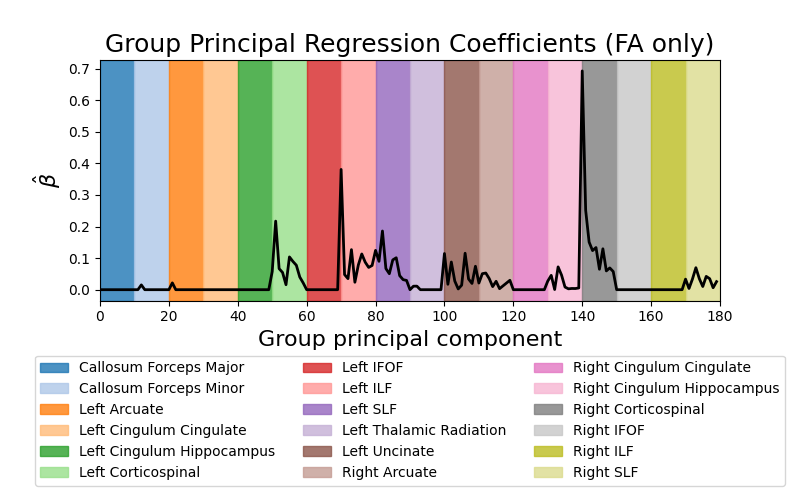 Group Principal Regression Coefficients (FA only)
0.7
0.6
0.5
0.4
0.3
0.2
0.1
0.0
β̂
0 20 40 60 80 100 120 140 160 180
Group principal component
Callosum Forceps Major
Callosum Forceps Minor
Left Arcuate
Left Cingulum Cingulate
Left Cingulum Hippocampus
Left Corticospinal
Left IFOF
Left ILF
Left SLF
Left Thalamic Radiation
Left Uncinate
Right Arcuate
Right Cingulum Cingulate
Right Cingulum Hippocampus
Right Corticospinal
Right IFOF
Right ILF
Right SLF